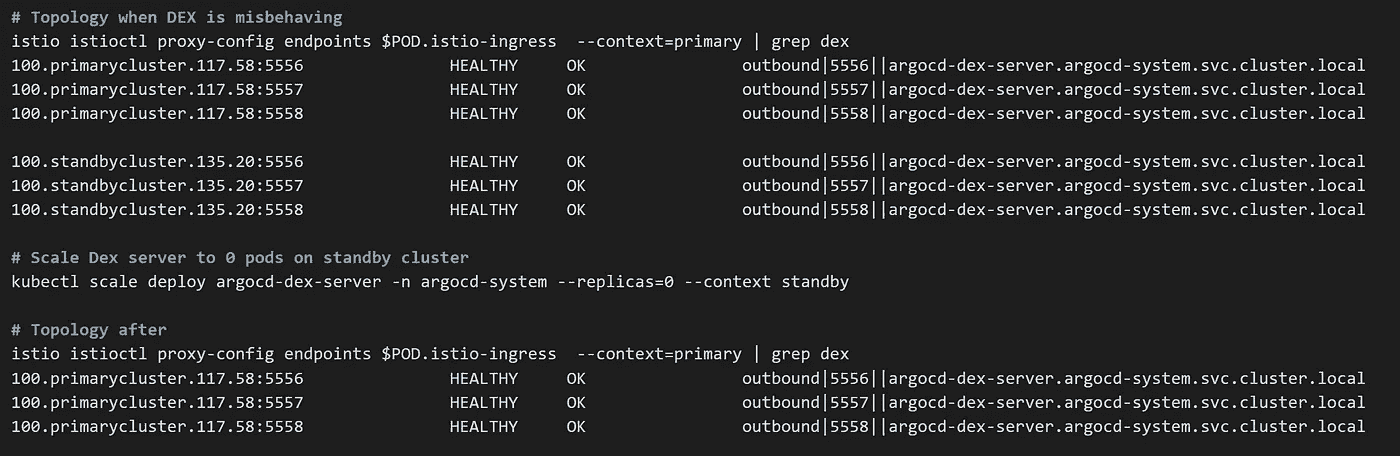 # Topology when DEX is misbehaving
istio istioctl proxy-config endpoints $POD.istio-ingress  --context=primary | grep dex
100.primarycluster.117.58:5556               HEALTHY     OK                outbound|5556||argocd-dex-server.argocd-system.svc.cluster.local
100.primarycluster.117.58:5557               HEALTHY     OK                outbound|5557||argocd-dex-server.argocd-system.svc.cluster.local
100.primarycluster.117.58:5558               HEALTHY     OK                outbound|5558||argocd-dex-server.argocd-system.svc.cluster.local
100.standbycluster.135.20:5556               HEALTHY     OK                outbound|5556||argocd-dex-server.argocd-system.svc.cluster.local
100.standbycluster.135.20:5557               HEALTHY     OK                outbound|5557||argocd-dex-server.argocd-system.svc.cluster.local
100.standbycluster.135.20:5558               HEALTHY     OK                outbound|5558||argocd-dex-server.argocd-system.svc.cluster.local
# Scale Dex server to 0 pods on standby cluster
kubectl scale deploy argocd-dex-server -n argocd-system --replicas=0 --context standby
# Topology after
istio istioctl proxy-config endpoints $POD.istio-ingress  --context=primary | grep dex
100.primarycluster.117.58:5556               HEALTHY     OK                outbound|5556||argocd-dex-server.argocd-system.svc.cluster.local
100.primarycluster.117.58:5557               HEALTHY     OK                outbound|5557||argocd-dex-server.argocd-system.svc.cluster.local
100.primarycluster.117.58:5558               HEALTHY     OK                outbound|5558||argocd-dex-server.argocd-system.svc.cluster.local